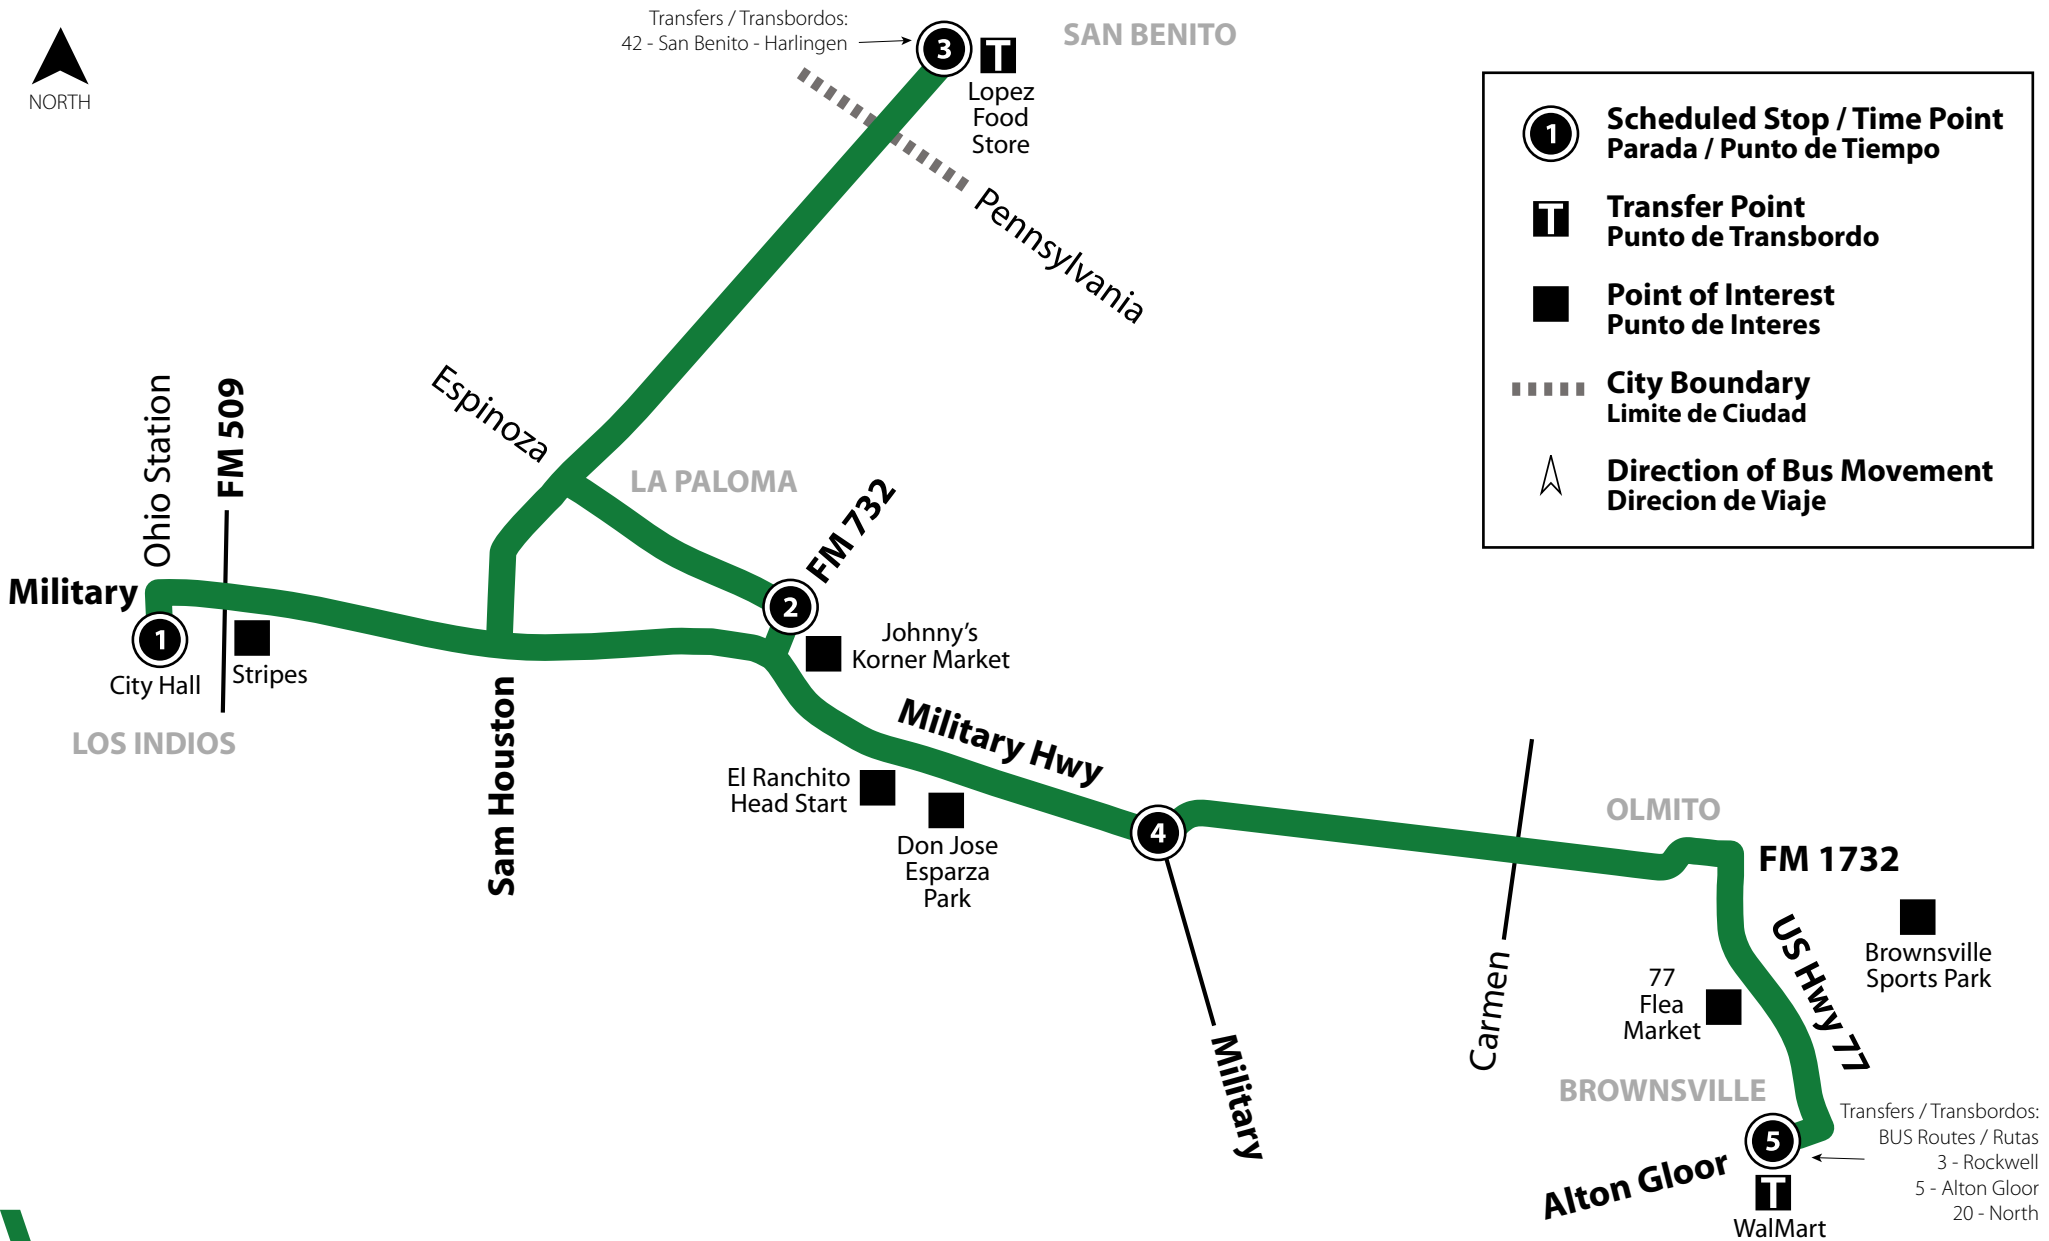 Transfers / Transbordos:
42 - San Benito - Harlingen
3
T
SAN BENITO
Lopez
Food
Store
NORTH
Pennsylvania
1
Scheduled Stop / Time Point
Parada / Punto de Tiempo
T
Transfer Point
Punto de Transbordo
Point of Interest
Punto de Interes
City Boundary
Limite de Ciudad
Direction of Bus Movement
Direcion de Viaje
Espinoza
LA PALOMA
FM 732
Ohio Station
FM 509
Military
1
City Hall
Stripes
LOS INDIOS
2
Johnny's
Korner Market
Sam Houston
Military Hwy
El Ranchito
Head Start
Don Jose
Esparza
Park
4
Military
Carmen
OLMITO
FM 1732
US Hwy 77
Brownsville
Sports Park
77
Flea
Market
BROWNSVILLE
5
Alton Gloor
T
WalMart
Transfers / Transbordos:
BUS Routes / Rutas
3 - Rockwell
5 - Alton Gloor
20 - North